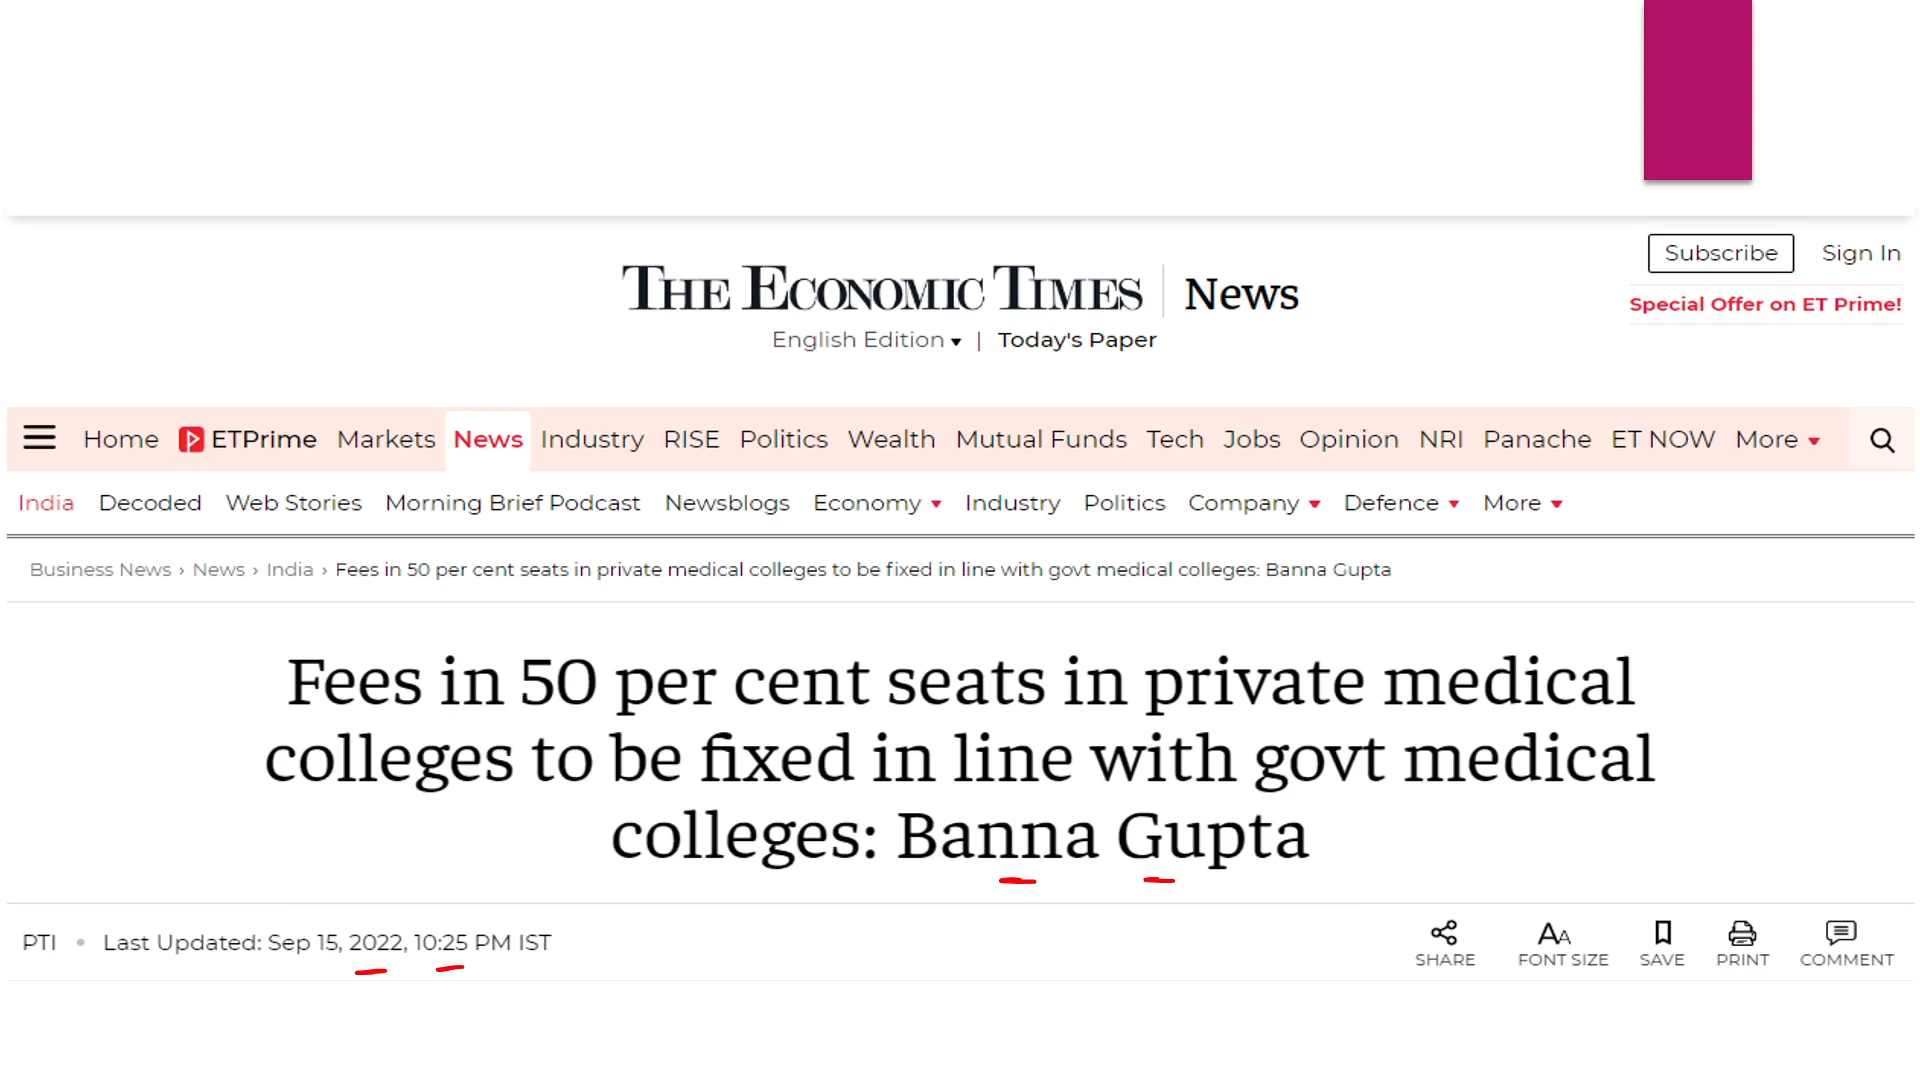 Subscribe Sign In
THE ECONOMIC TIMES | News
Special Offer on ET Prime!
English Edition | Today's Paper
Home ETPrime Markets News Industry RISE Politics Wealth Mutual Funds Tech Jobs Opinion NRI Panache ET NOW More
India Decoded Web Stories Morning Brief Podcast Newsblogs Economy Industry Politics Company Defence More
Business News › News › India › Fees in 50 per cent seats in private medical colleges to be fixed in line with govt medical colleges: Banna Gupta
Fees in 50 per cent seats in private medical
colleges to be fixed in line with govt medical
colleges: Banna Gupta
PTI • Last Updated: Sep 15, 2022, 10:25 PM IST
SHARE FONT SIZE SAVE PRINT COMMENT